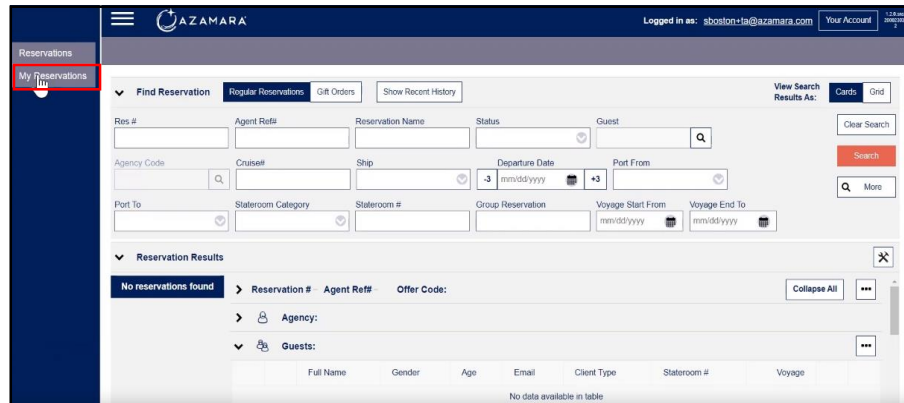 AZAMARA
Logged in as: sboston+ta@azamara.com Your Account
Reservations
My Reservations
Find Reservation Regular Reservations Gift Orders Show Recent History View Search Results As: Cards Grid
Res # Agent Ref# Reservation Name Status Guest Clear Search
Search
Agency Code Cruise# Ship Departure Date Port From
-3 mm/dd/yyyy +3
More
Port To Stateroom Category Stateroom # Group Reservation Voyage Start From Voyage End To
mm/dd/yyyy mm/dd/yyyy
Reservation Results
No reservations found
Reservation # - Agent Ref# - Offer Code: Collapse All
Agency:
Guests:
Full Name Gender Age Email Client Type Stateroom # Voyage
No data available in table